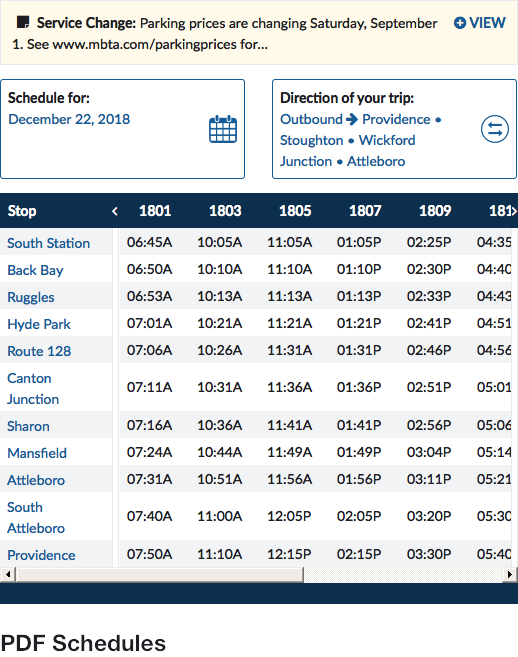 Service Change: Parking prices are changing Saturday, September VIEW
1. See www.mbta.com/parkingprices for...
Schedule for:
December 22, 2018
Direction of your trip:
Outbound → Providence •
Stoughton • Wickford
Junction • Attleboro
Stop 1801 1803 1805 1807 1809 181
South Station 06:45A 10:05A 11:05A 01:05P 02:25P 04:35
Back Bay 06:50A 10:10A 11:10A 01:10P 02:30P 04:40
Ruggles 06:53A 10:13A 11:13A 01:13P 02:33P 04:43
Hyde Park 07:01A 10:21A 11:21A 01:21P 02:41P 04:51
Route 128 07:06A 10:26A 11:31A 01:31P 02:46P 04:56
Canton
Junction 07:11A 10:31A 11:36A 01:36P 02:51P 05:01
Sharon 07:16A 10:36A 11:41A 01:41P 02:56P 05:06
Mansfield 07:24A 10:44A 11:49A 01:49P 03:04P 05:14
Attleboro 07:31A 10:51A 11:56A 01:56P 03:11P 05:21
South
Attleboro 07:40A 11:00A 12:05P 02:05P 03:20P 05:30
Providence 07:50A 11:10A 12:15P 02:15P 03:30P 05:40
PDF Schedules